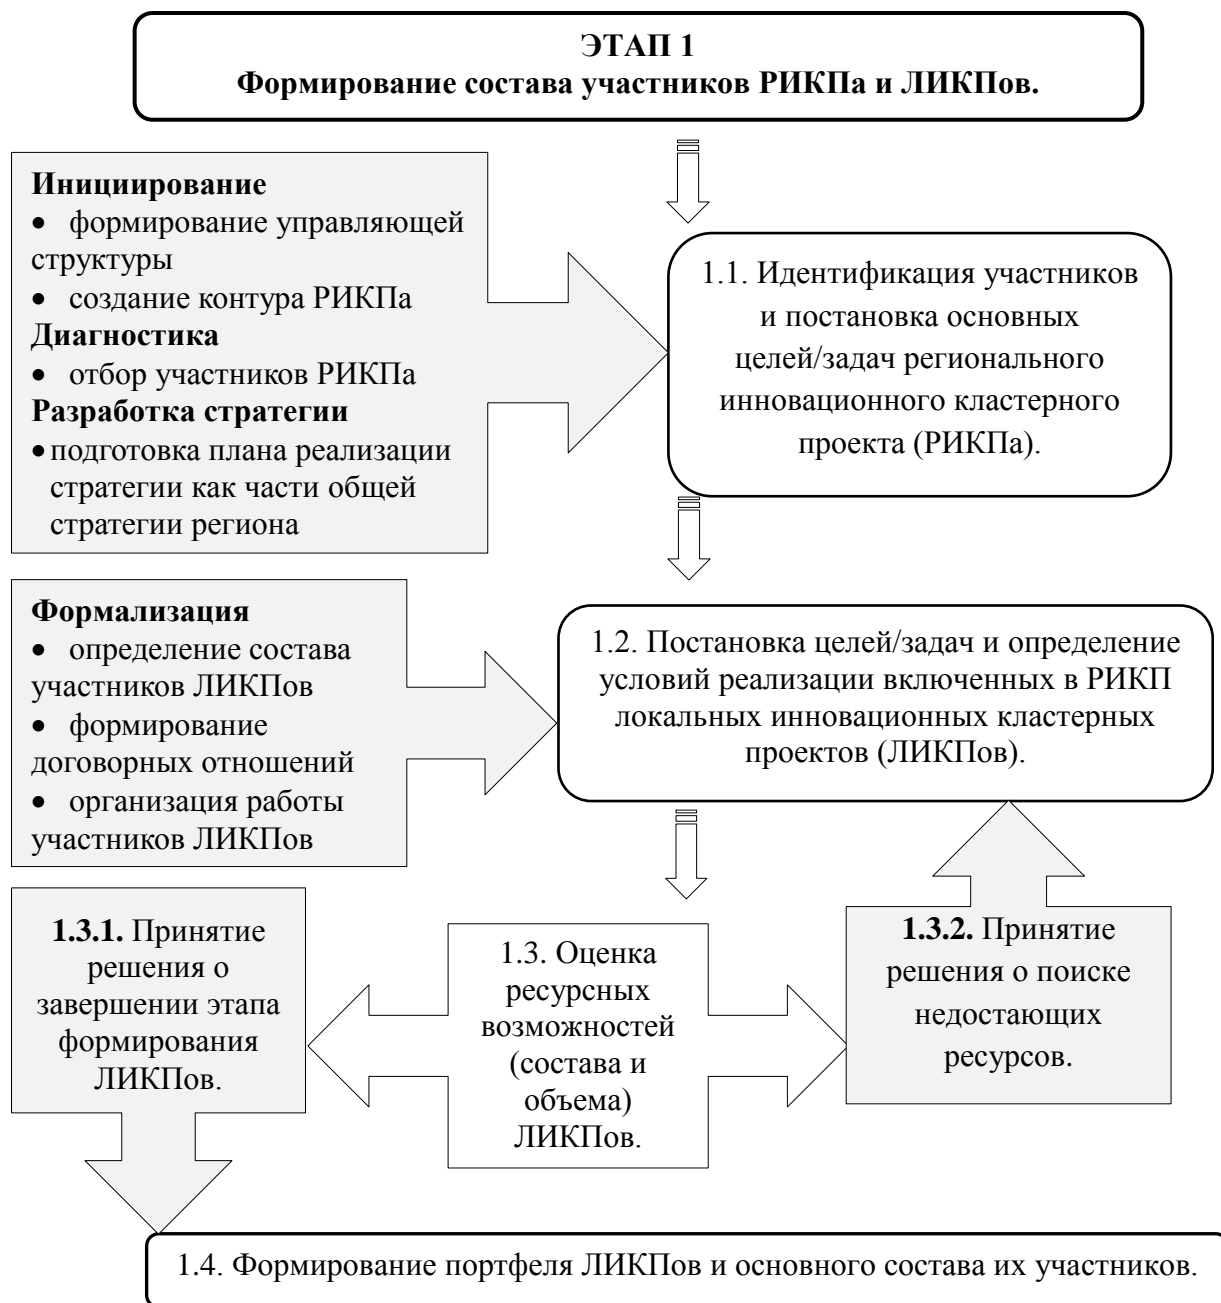 ЭТАП 1
Формирование состава участников РИКПа и ЛИКПов.
Инициирование
• формирование управляющей
структуры
• создание контура РИКПа
Диагностика
• отбор участников РИКПа
Разработка стратегии
• подготовка плана реализации
стратегии как части общей
стратегии региона
1.1. Идентификация участников
и постановка основных
целей/задач регионального
инновационного кластерного
проекта (РИКПа).
Формализация
• определение состава
участников ЛИКПов
• формирование
договорных отношений
• организация работы
участников ЛИКПов
1.2. Постановка целей/задач и определение
условий реализации включенных в РИКП
локальных инновационных кластерных
проектов (ЛИКПов).
1.3.1. Принятие
решения о
завершении этапа
формирования
ЛИКПов.
1.3. Оценка
ресурсных
возможностей
(состава и
объема)
ЛИКПов.
1.3.2. Принятие
решения о поиске
недостающих
ресурсов.
1.4. Формирование портфеля ЛИКПов и основного состава их участников.